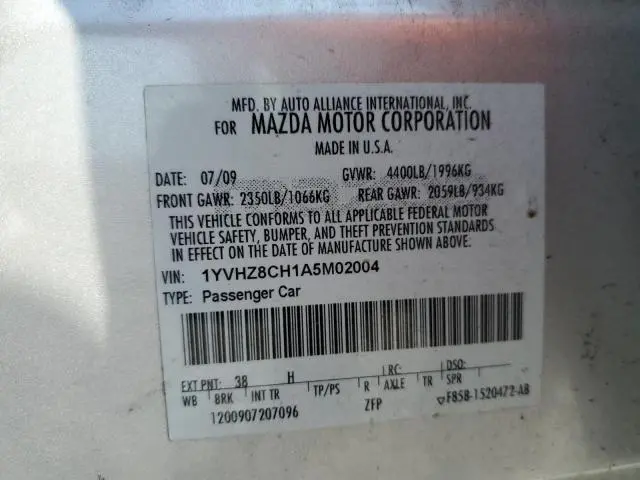 MFD. BY AUTO ALLIANCE INTERNATIONAL, INC.
FOR MAZDA MOTOR CORPORATION
MADE IN U.S.A.
DATE: 07/09 GVWR: 4400LB/1996KG
FRONT GAWR: 2350LB/1066KG REAR GAWR: 2059LB/934KG
THIS VEHICLE CONFORMS TO ALL APPLICABLE FEDERAL MOTOR
VEHICLE SAFETY, BUMPER, AND THEFT PREVENTION STANDARDS
IN EFFECT ON THE DATE OF MANUFACTURE SHOWN ABOVE.
VIN: 1YVHZ8CH1A5M02004
TYPE: Passenger Car
EXT PNT: 38 H RC: DSO:
WB BRK INT TR TP/PS R AXLE TR SPR
1200907207096 ZFP ▽F85B-1520472-AB